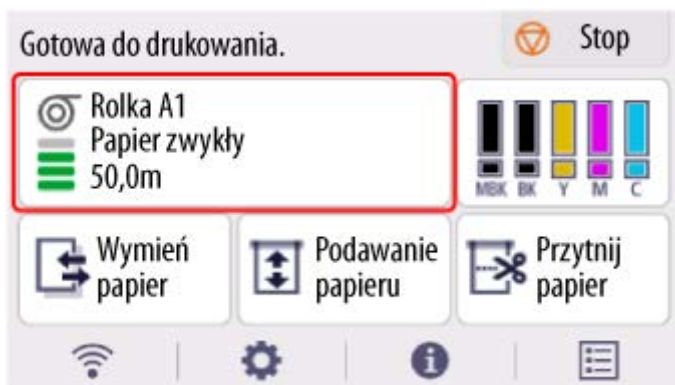 Gotowa do drukowania.
Stop
Rolka A1
Papier zwykły
50,0m
MBK BK Y M C
Wymień
papier
Podawanie
papieru
Przytnij
papier